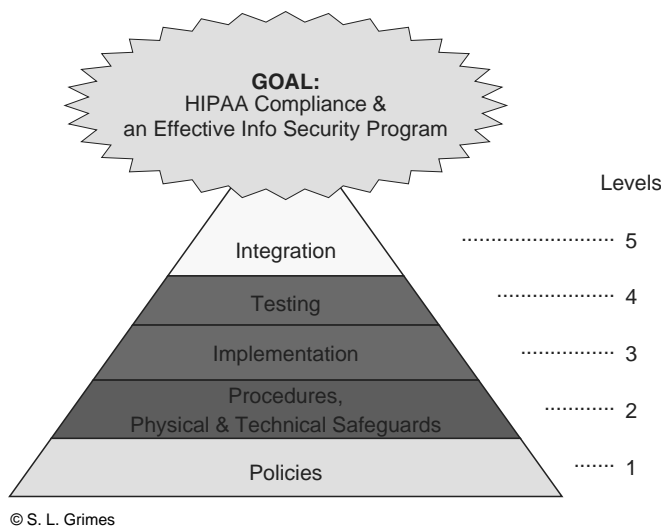 GOAL:
HIPAA Compliance &
an Effective Info Security Program
Levels
Integration
5
Testing
4
Implementation
3
Procedures,
Physical & Technical Safeguards
2
Policies
1
© S. L. Grimes